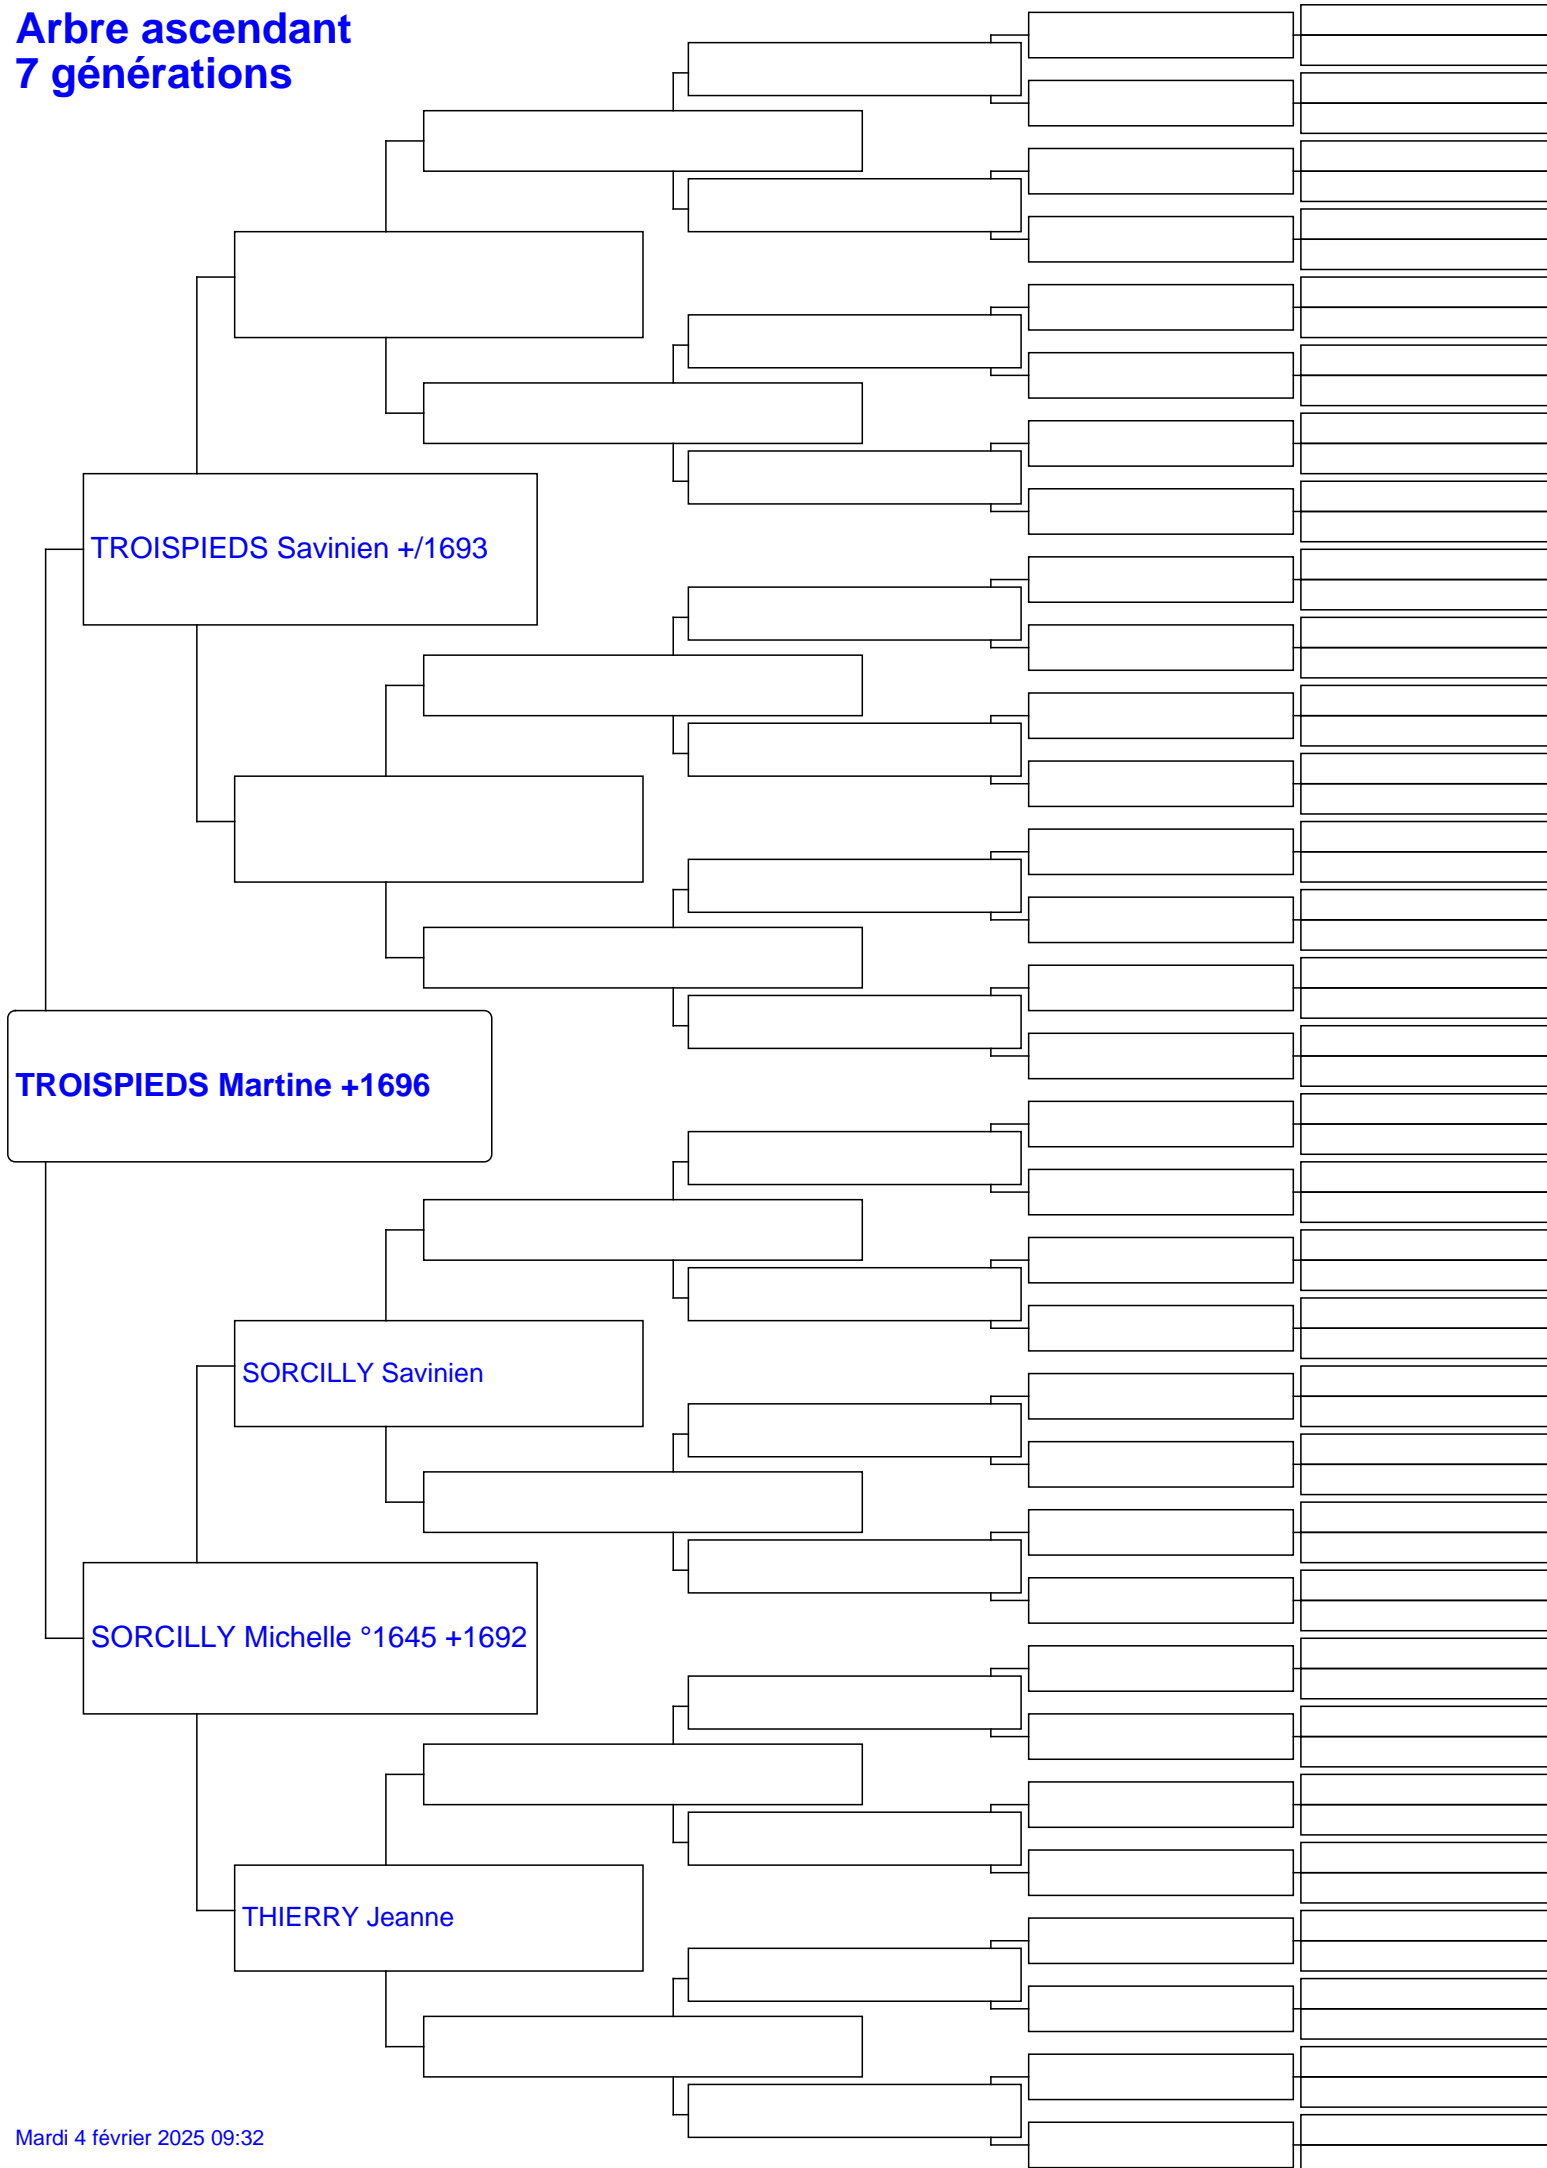 Arbre ascendant
7 générations
TROISPIEDS Savinien +/1693
TROISPIEDS Martine +1696
SORCILLY Savinien
SORCILLY Michelle °1645 +1692
THIERRY Jeanne
Mardi 4 février 2025 09:32